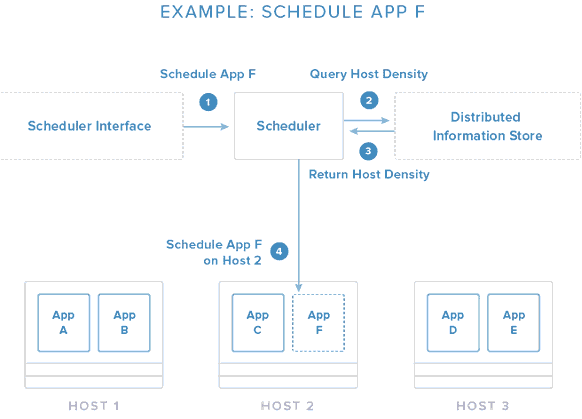 EXAMPLE: SCHEDULE APP F
Schedule App F
Query Host Density
1
2
Scheduler Interface
Scheduler
Distributed
Information Store
3
Return Host Density
Schedule App F
on Host 2
4
App
A
App
B
App
C
App
F
App
D
App
E
HOST 1
HOST 2
HOST 3